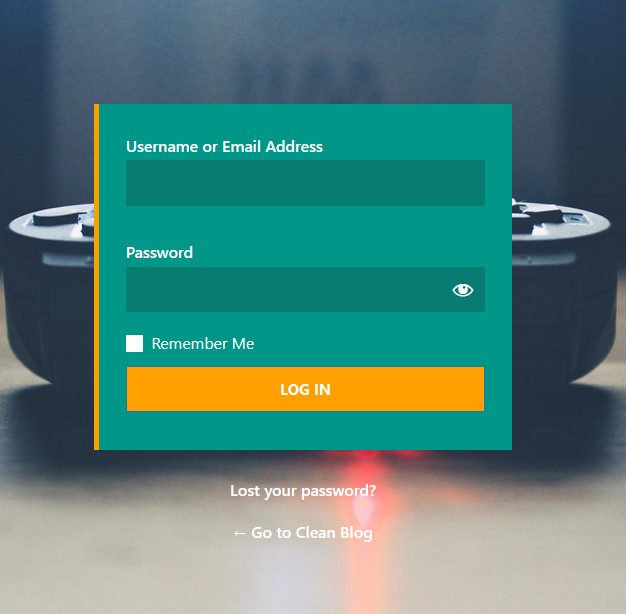 Username or Email Address
Password
Remember Me
LOG IN
Lost your password?
← Go to Clean Blog